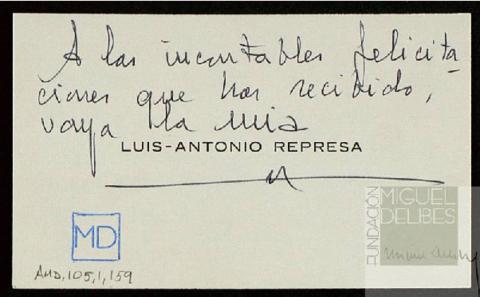 A las incontables felicita-
ciones que has recibido,
vaya la mia
LUIS-ANTONIO REPRESA
MD
AMD,105,1,159
FUNDACIÓN
MIGUEL
DELIBES